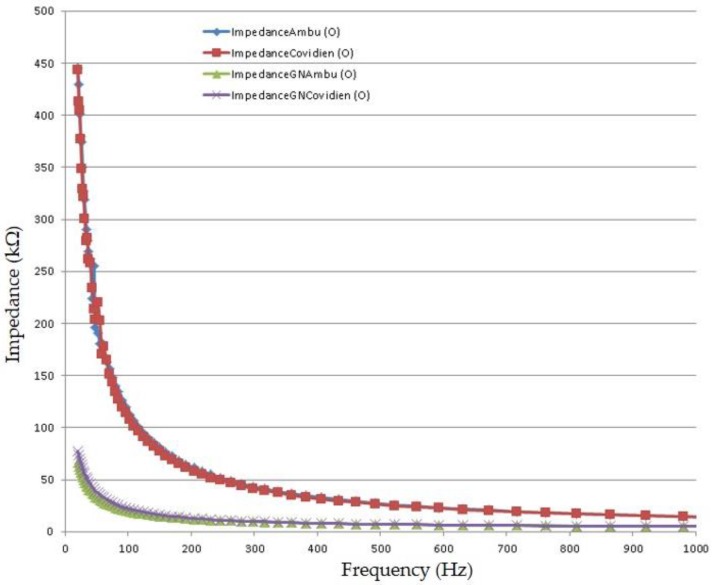 500
450
400
350
300
250
200
150
100
50
0
Impedance (kΩ)
ImpedanceAmbu (O)
ImpedanceCovidien (O)
ImpedanceGNAmbu (O)
ImpedanceGNCovidien (O)
0 100 200 300 400 500 600 700 800 900 1000
Frequency (Hz)